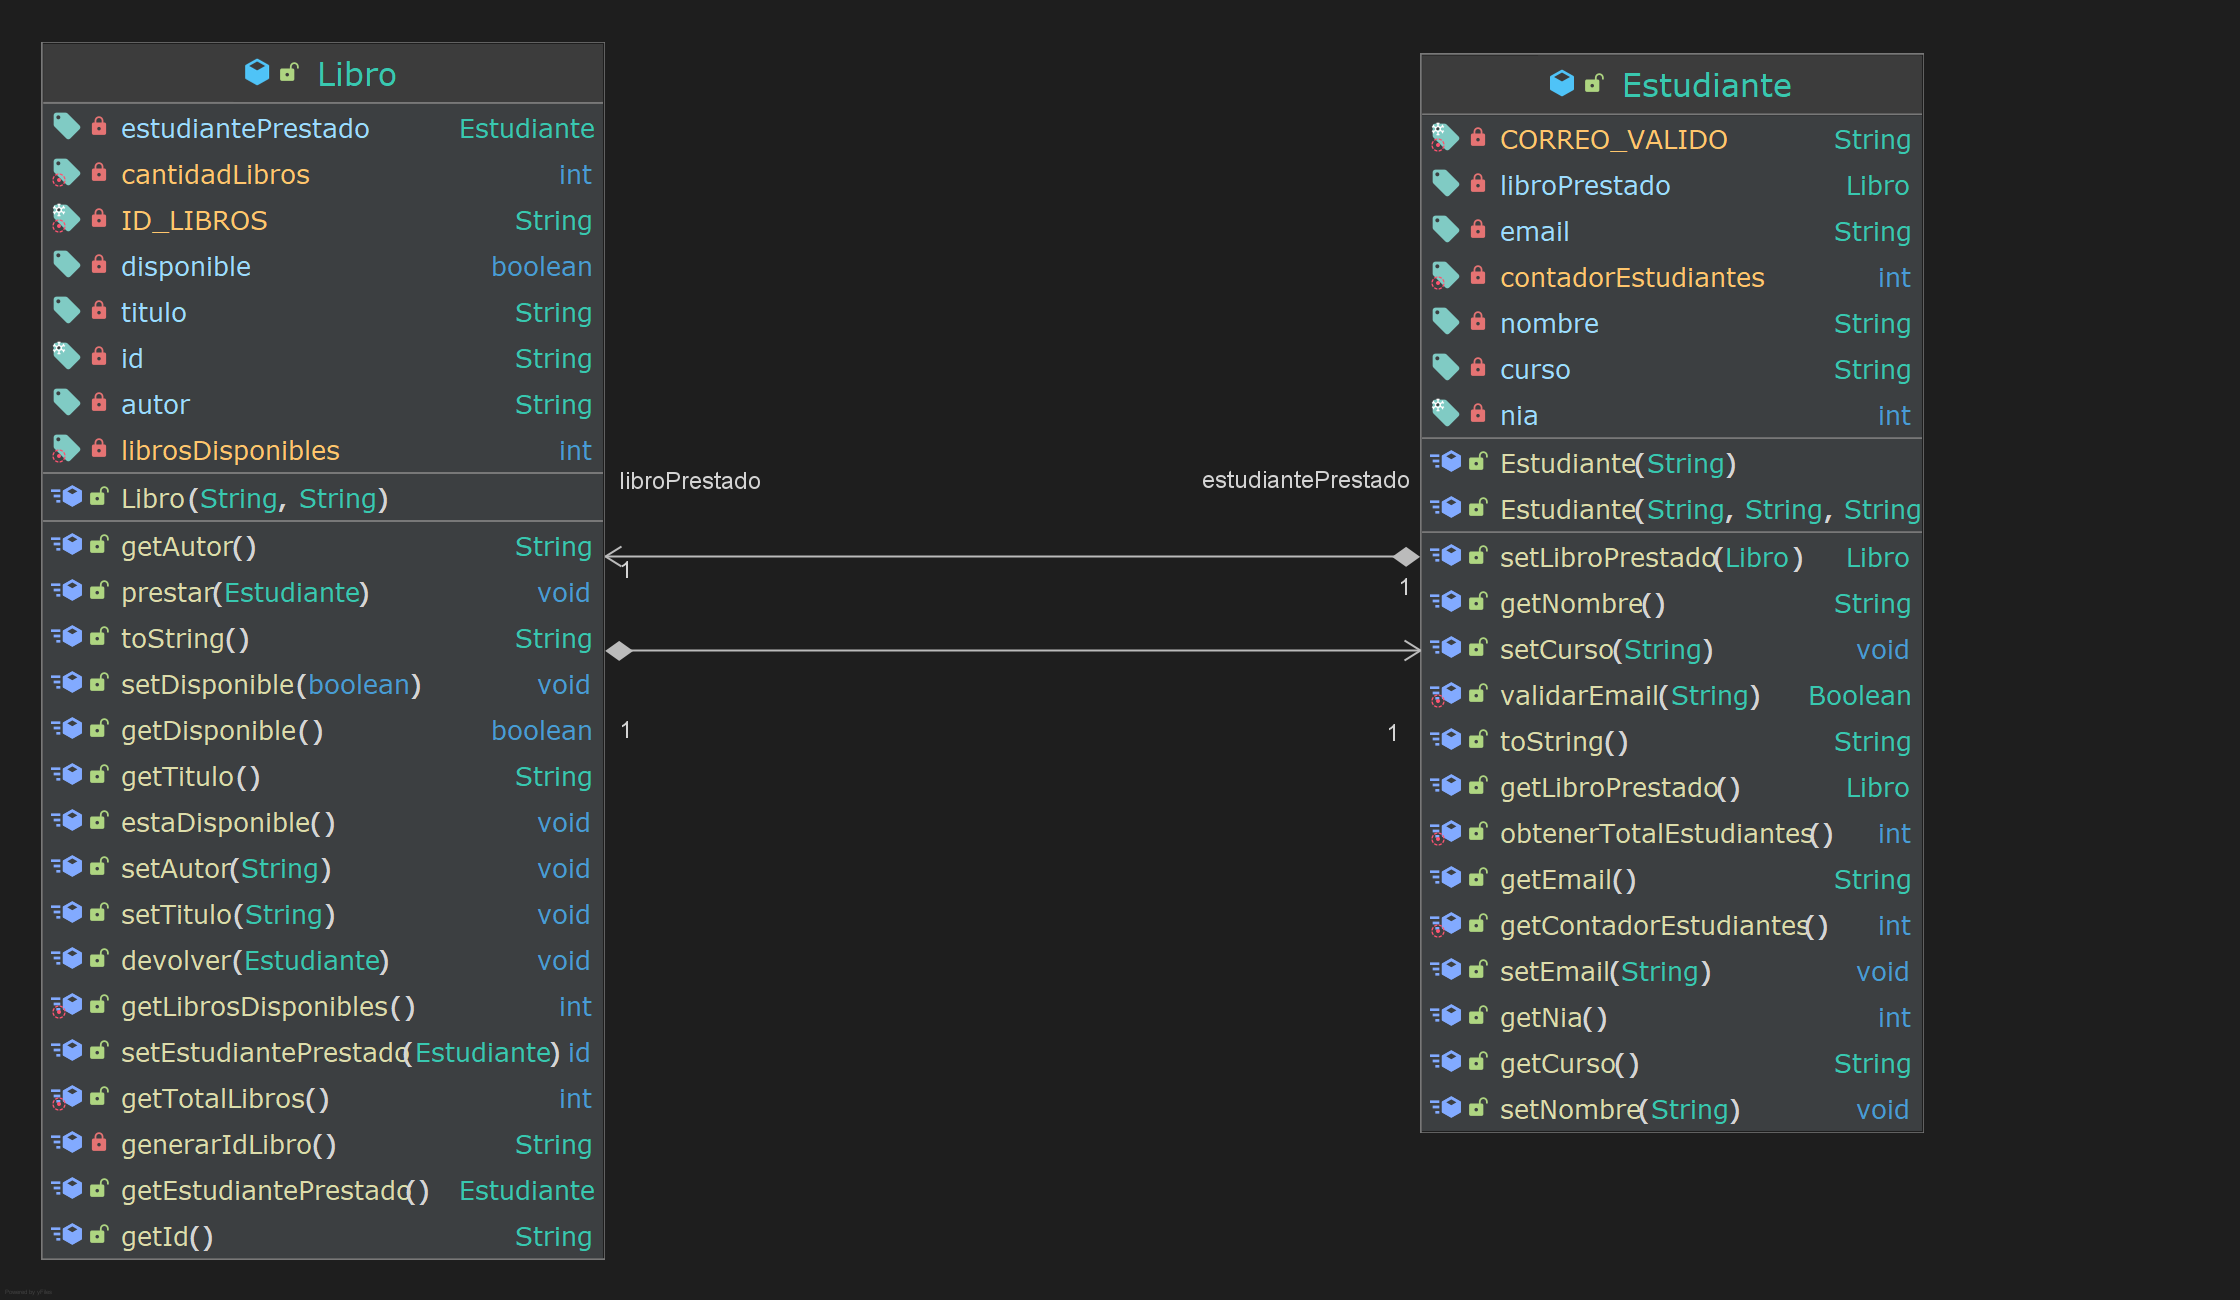 Libro
estudiantePrestado Estudiante
cantidadLibros int
ID_LIBROS String
disponible boolean
titulo String
id String
autor String
librosDisponibles int
Libro(String, String)
getAutor() String
prestar(Estudiante) void
toString() String
setDisponible(boolean) void
getDisponible() boolean
getTitulo() String
estaDisponible() void
setAutor(String) void
setTitulo(String) void
devolver(Estudiante) void
getLibrosDisponibles() int
setEstudiantePrestado(Estudiante) id
getTotalLibros() int
generarIdLibro() String
getEstudiantePrestado() Estudiante
getId() String
libroPrestado
estudiantePrestado
1
1
1
1
Estudiante
CORREO_VALIDO String
libroPrestado Libro
email String
contadorEstudiantes int
nombre String
curso String
nia int
Estudiante(String)
Estudiante(String, String, String
setLibroPrestado(Libro) Libro
getNombre() String
setCurso(String) void
validarEmail(String) Boolean
toString() String
getLibroPrestado() Libro
obtenerTotalEstudiantes() int
getEmail() String
getContadorEstudiantes() int
setEmail(String) void
getNia() int
getCurso() String
setNombre(String) void
Powered by yFiles